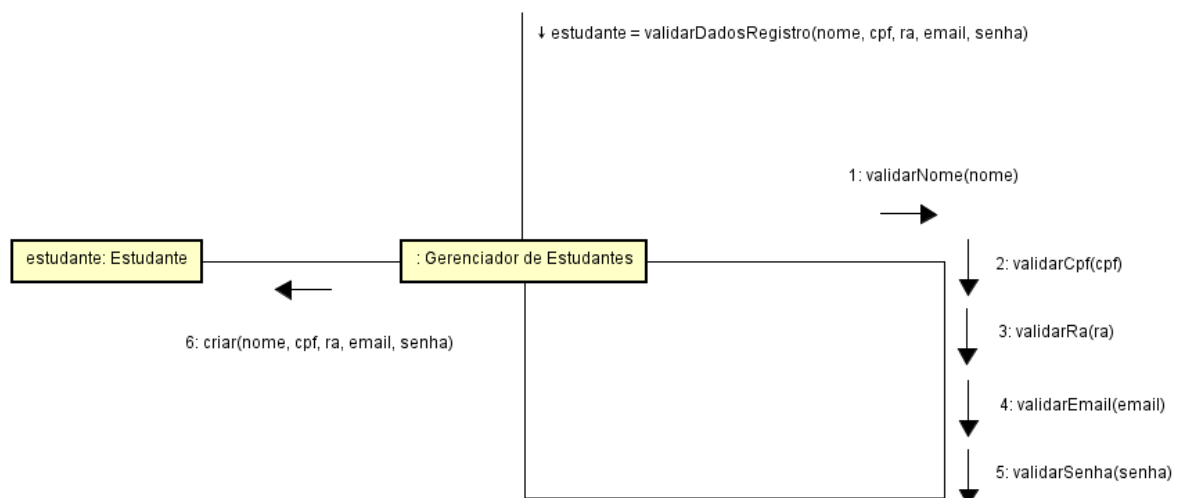 ↓ estudante = validarDadosRegistro(nome, cpf, ra, email, senha)
1: validarNome(nome)
estudante: Estudante
: Gerenciador de Estudantes
2: validarCpf(cpf)
3: validarRa(ra)
6: criar(nome, cpf, ra, email, senha)
4: validarEmail(email)
5: validarSenha(senha)